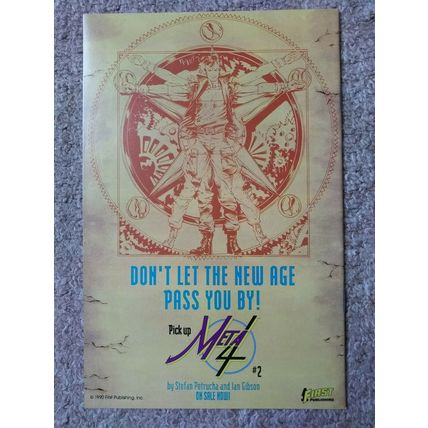 DON'T LET THE NEW AGE
PASS YOU BY!
Pick up META 4 #2
by Stefan Petrucha and Ian Gibson
ON SALE NOW!
© 1990 First Publishing, Inc.
FIRST
PUBLISHING